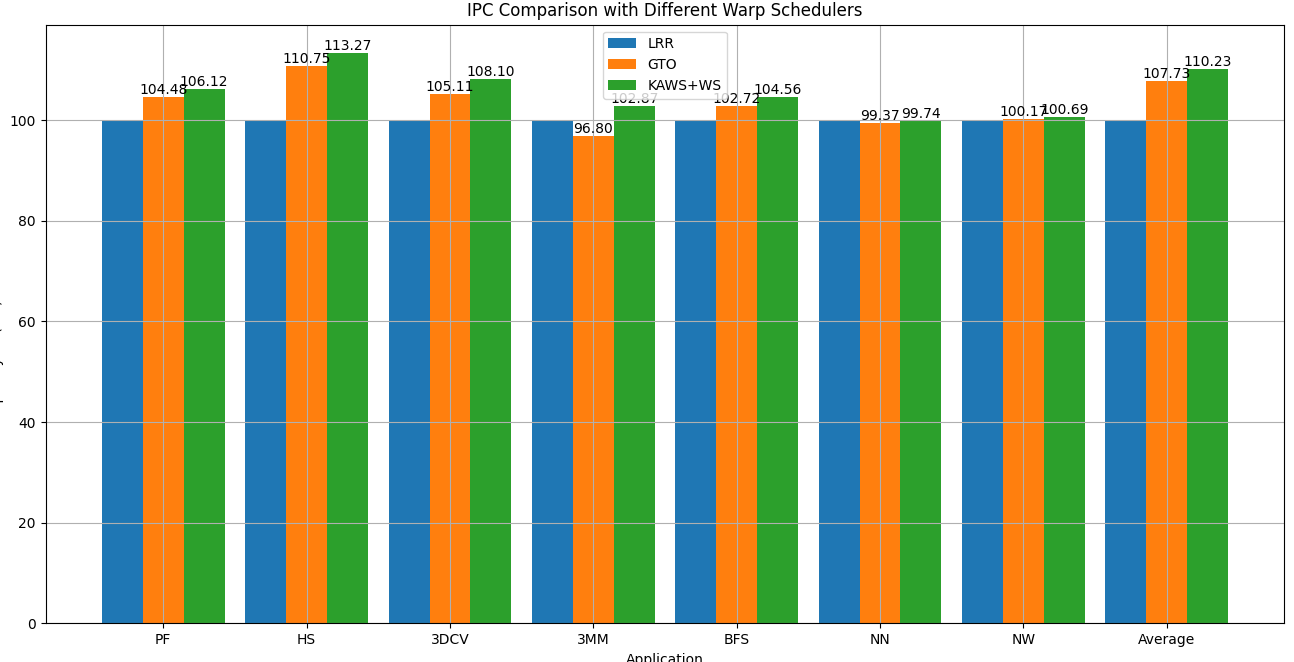 IPC Comparison with Different Warp Schedulers
LRR
GTO
KAWS+WS
104.48 106.12
110.75 113.27
105.11 108.10
96.80 102.87
102.72 104.56
99.37 99.74
100.17 100.69
107.73 110.23
100
80
60
40
20
0
PF HS 3DCV 3MM BFS NN NW Average
Application